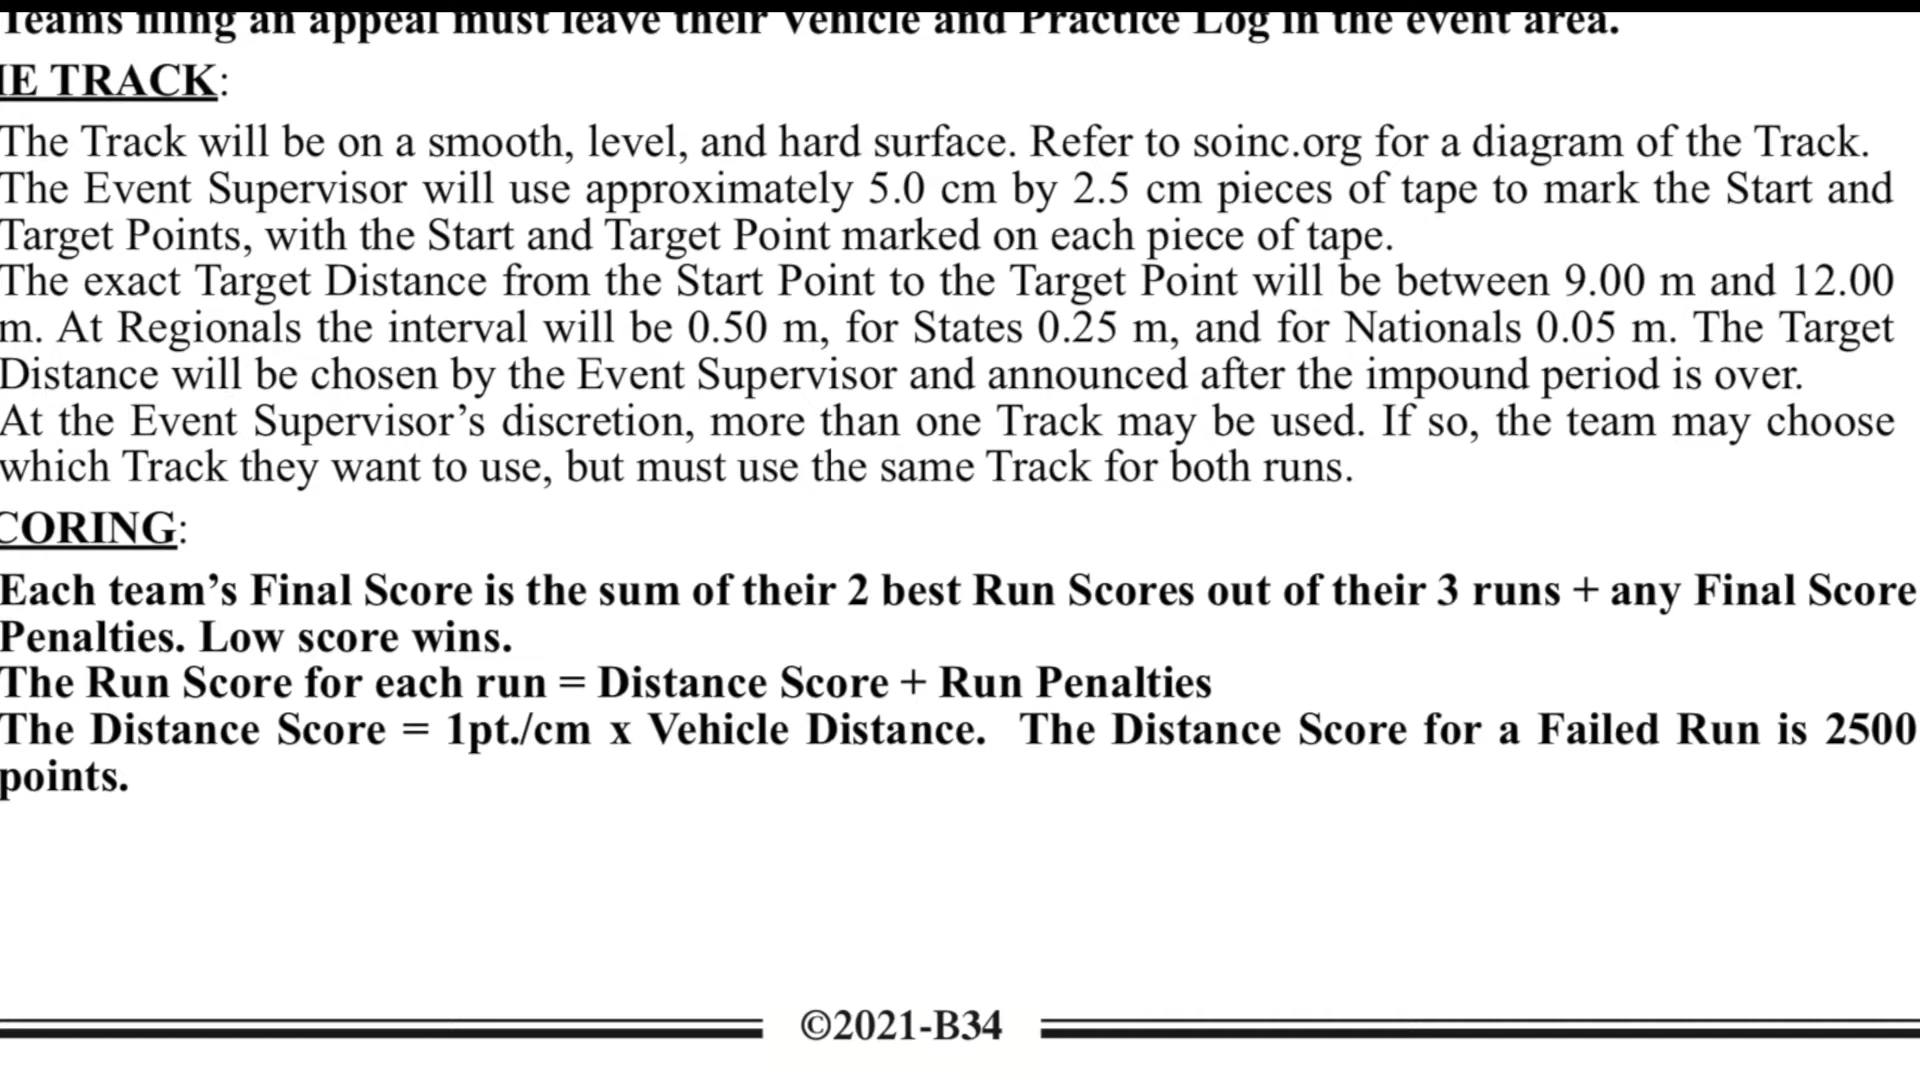 Teams filing an appeal must leave their Vehicle and Practice Log in the event area.
HE TRACK:
The Track will be on a smooth, level, and hard surface. Refer to soinc.org for a diagram of the Track.
The Event Supervisor will use approximately 5.0 cm by 2.5 cm pieces of tape to mark the Start and
Target Points, with the Start and Target Point marked on each piece of tape.
The exact Target Distance from the Start Point to the Target Point will be between 9.00 m and 12.00
m. At Regionals the interval will be 0.50 m, for States 0.25 m, and for Nationals 0.05 m. The Target
Distance will be chosen by the Event Supervisor and announced after the impound period is over.
At the Event Supervisor’s discretion, more than one Track may be used. If so, the team may choose
which Track they want to use, but must use the same Track for both runs.
CORING:
Each team’s Final Score is the sum of their 2 best Run Scores out of their 3 runs + any Final Score
Penalties. Low score wins.
The Run Score for each run = Distance Score + Run Penalties
The Distance Score = 1pt./cm x Vehicle Distance. The Distance Score for a Failed Run is 2500
points.
©2021-B34